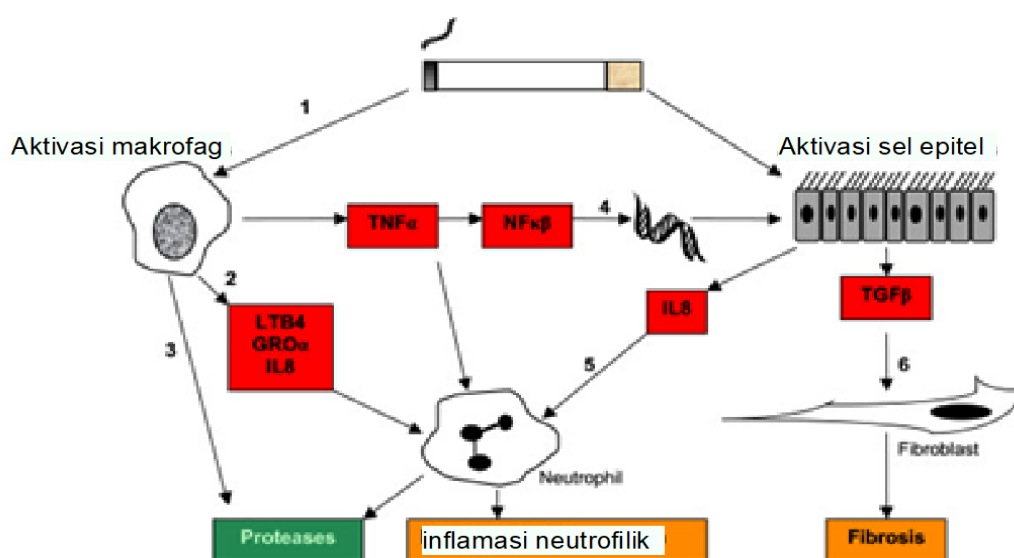 1
Aktivasi makrofag
Aktivasi sel epitel
TNFα
NFκβ
4
2
LTB4
GROα
IL8
IL8
TGFβ
3
5
6
Neutrophil
Fibroblast
Proteases
inflamasi neutrofilik
Fibrosis